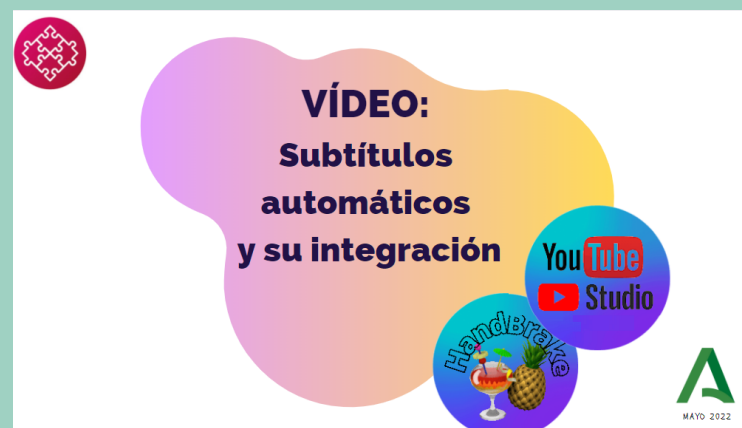 VÍDEO:
Subtítulos
automáticos
y su integración
YouTube
Studio
HandBrake
MAYO 2022